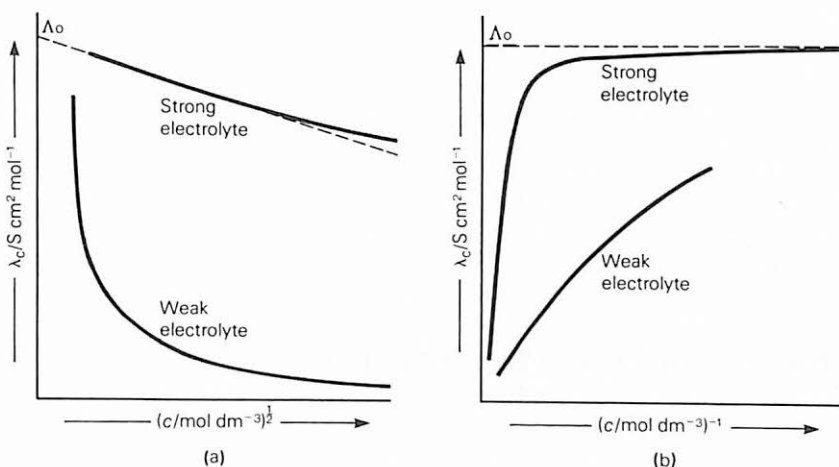 Λo
Strong
electrolyte
Weak
electrolyte
λc/S cm² mol⁻¹
(c/mol dm⁻³)½
(a)
Λo
Strong
electrolyte
Weak
electrolyte
λc/S cm² mol⁻¹
(c/mol dm⁻³)⁻¹
(b)